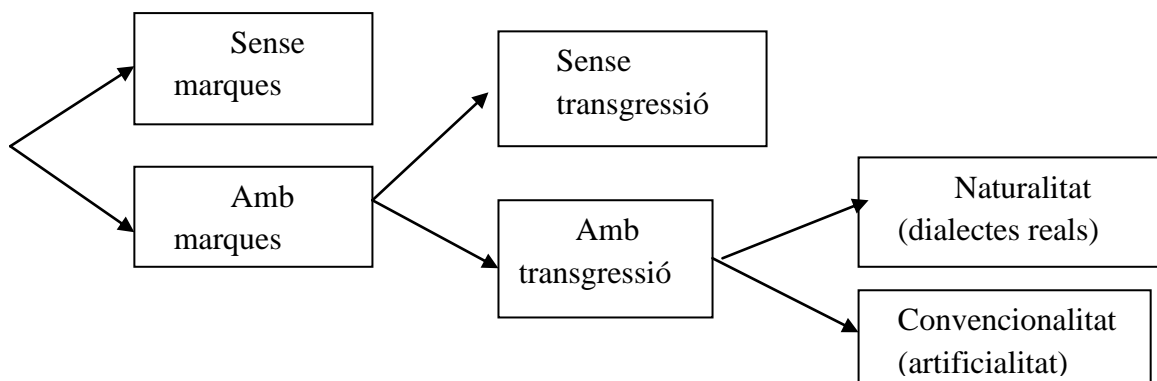 Sense
marques
Amb
marques
Sense
transgressió
Amb
transgressió
Naturalitat
(dialectes reals)
Convencionalitat
(artificialitat)